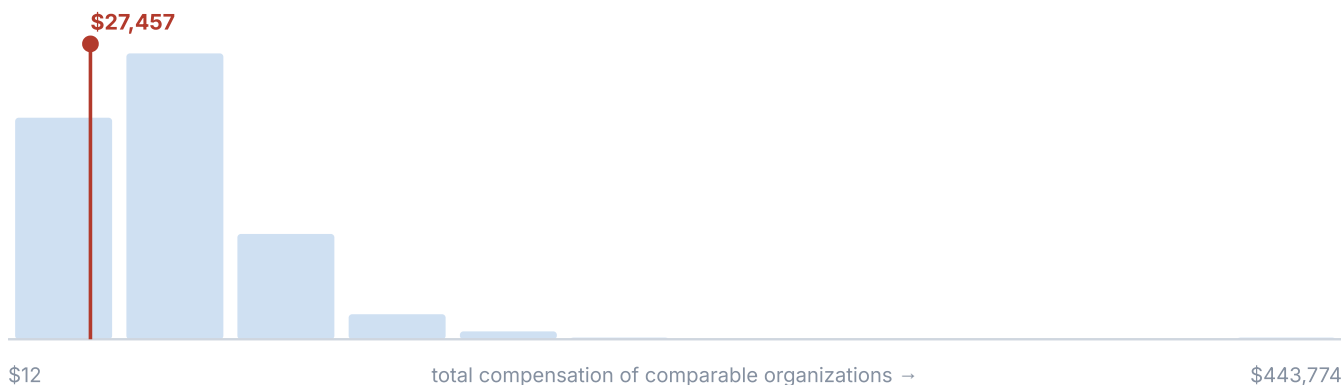 $27,457
$12 total compensation of comparable organizations → $443,774